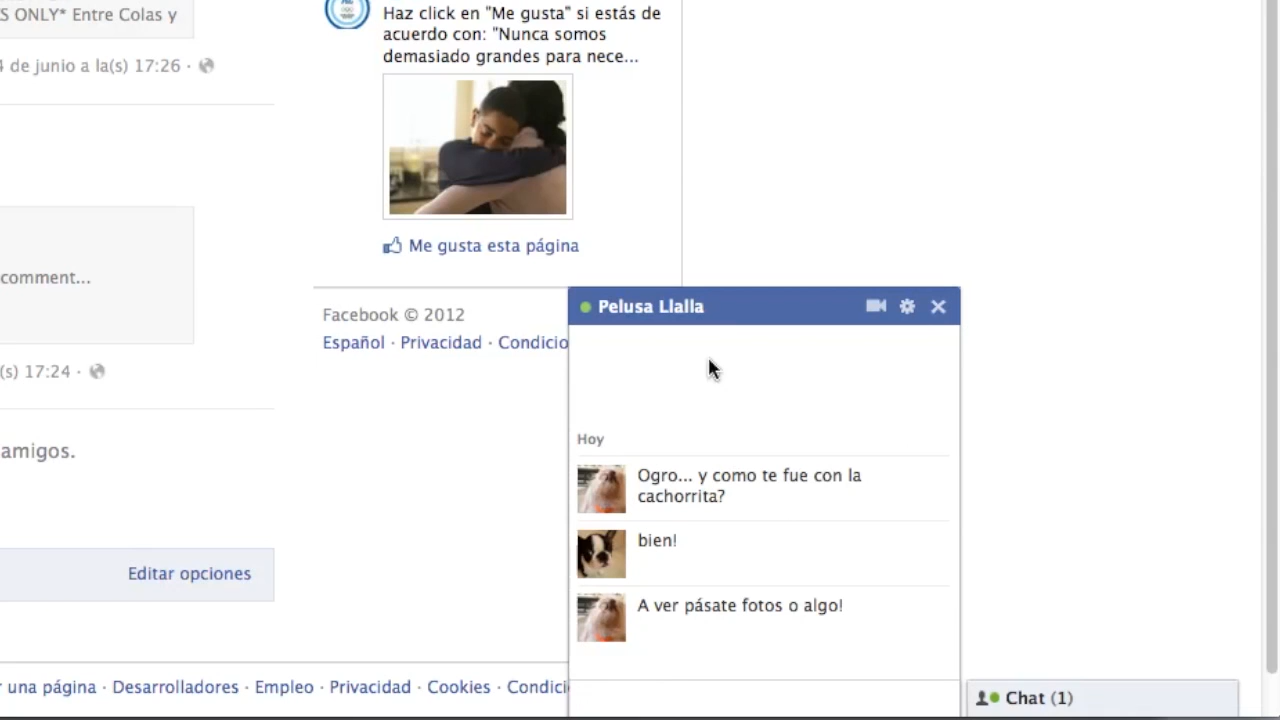 S ONLY* Entre Colas y
4 de junio a la(s) 17:26 ·
comment...
(s) 17:24 ·
amigos.
Editar opciones
Haz click en "Me gusta" si estás de
acuerdo con: "Nunca somos
demasiado grandes para nece...
Me gusta esta página
Facebook © 2012
Español · Privacidad · Condicio
Pelusa Llalla
Hoy
Ogro... y como te fue con la
cachorrita?
bien!
A ver pásate fotos o algo!
r una página · Desarrolladores · Empleo · Privacidad · Cookies · Condici
Chat (1)